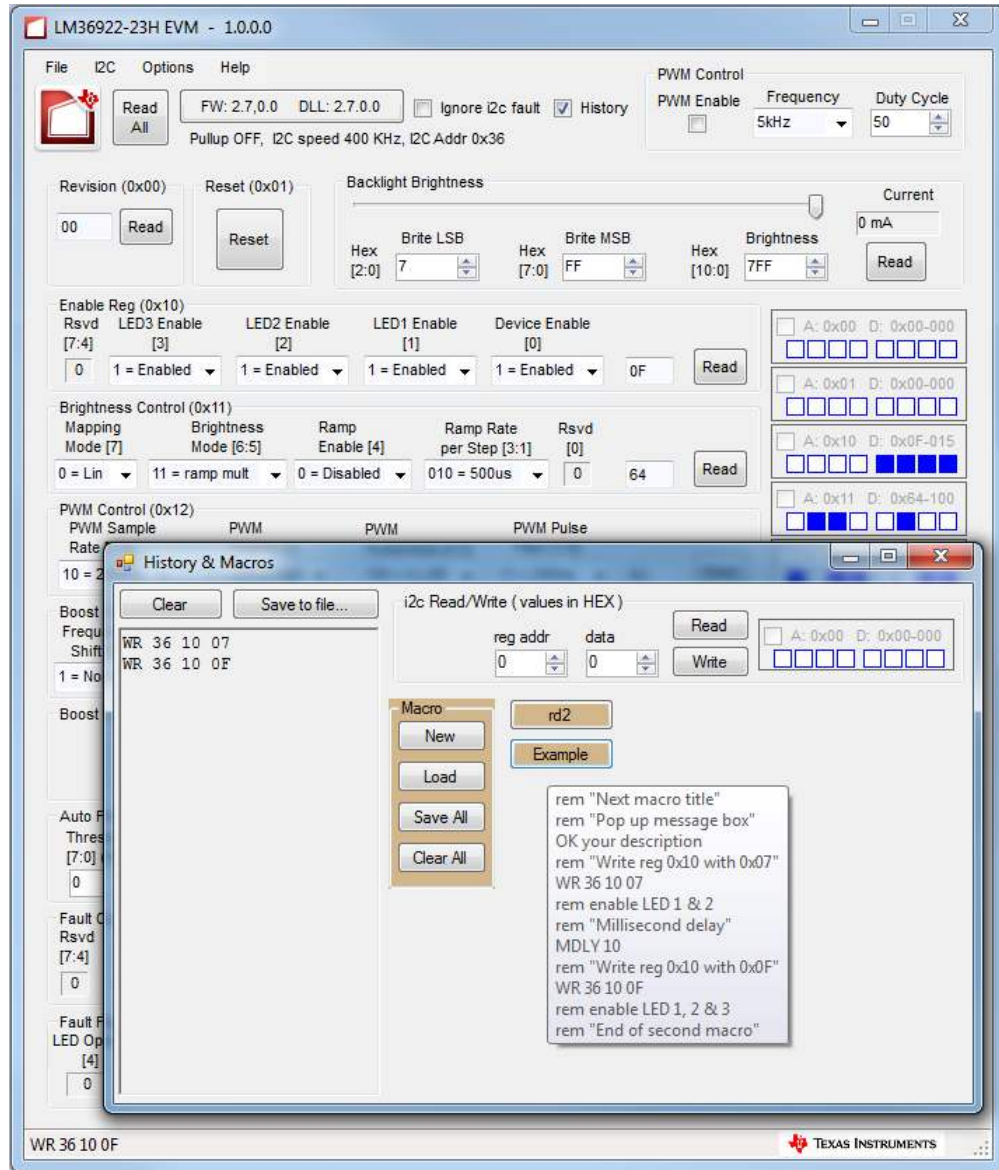 LM36922-23H EVM - 1.0.0.0
File I2C Options Help
Read All
FW: 2.7,0.0 DLL: 2.7.0.0
Ignore i2c fault
History
Pullup OFF, I2C speed 400 KHz, I2C Addr 0x36
PWM Control
PWM Enable Frequency Duty Cycle
5kHz 50
Revision (0x00)
00 Read
Reset (0x01)
Reset
Backlight Brightness
Current
0 mA
Brite LSB Brite MSB Brightness
Hex [2:0] 7 Hex [7:0] FF Hex [10:0] 7FF Read
Enable Reg (0x10)
Rsvd LED3 Enable LED2 Enable LED1 Enable Device Enable
[7:4] [3] [2] [1] [0]
0 1 = Enabled 1 = Enabled 1 = Enabled 1 = Enabled 0F Read
Brightness Control (0x11)
Mapping Brightness Ramp Ramp Rate Rsvd
Mode [7] Mode [6:5] Enable [4] per Step [3:1] [0]
0 = Lin 11 = ramp mult 0 = Disabled 010 = 500us 0 64 Read
A: 0x00 D: 0x00-000
A: 0x01 D: 0x00-000
A: 0x10 D: 0x0F-015
A: 0x11 D: 0x64-100
PWM Control (0x12)
PWM Sample PWM PWM PWM Pulse
Rate
10 = 2
Boost
Frequ
Shift
1 = No
Boost
Auto F
Thres
[7:0]
0
Fault C
Rsvd
[7:4]
0
Fault F
LED Op
[4]
0
History & Macros
Clear Save to file...
WR 36 10 07
WR 36 10 0F
i2c Read/Write ( values in HEX )
reg addr data
0 0
Read
Write
A: 0x00 D: 0x00-000
Macro
New
Load
Save All
Clear All
rd2
Example
rem "Next macro title"
rem "Pop up message box"
OK your description
rem "Write reg 0x10 with 0x07"
WR 36 10 07
rem enable LED 1 & 2
rem "Millisecond delay"
MDLY 10
rem "Write reg 0x10 with 0x0F"
WR 36 10 0F
rem enable LED 1, 2 & 3
rem "End of second macro"
WR 36 10 0F
TEXAS INSTRUMENTS